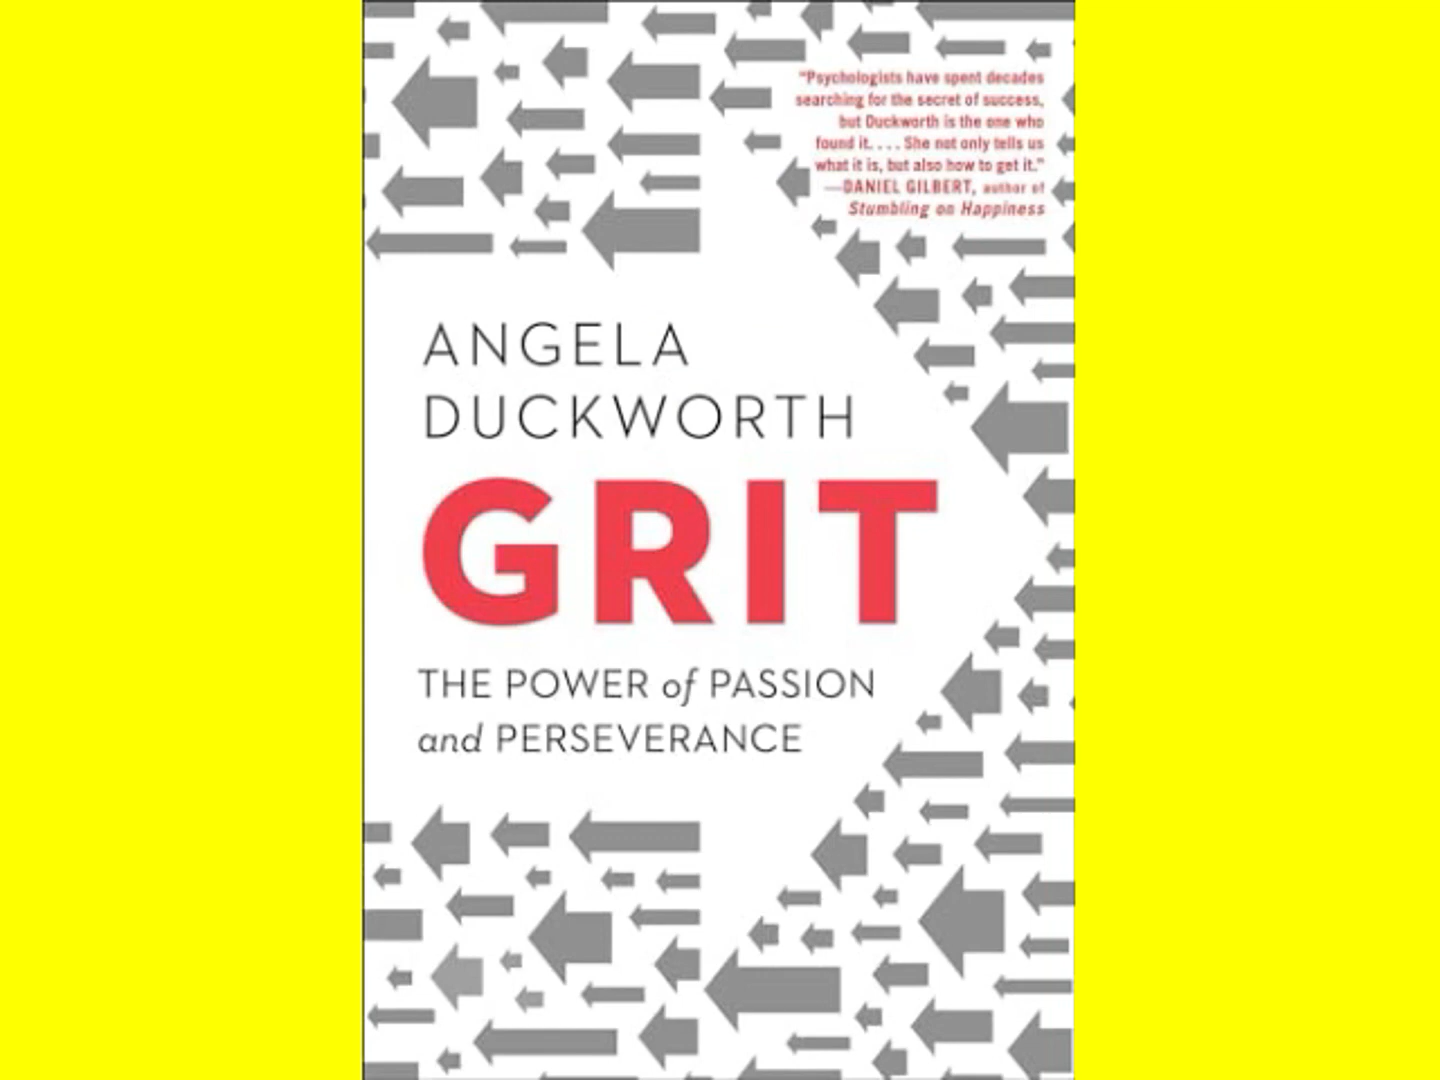 "Psychologists have spent decades
searching for the secret of success,
but Duckworth is the one who
found it. . . . She not only tells us
what it is, but also how to get it."
—DANIEL GILBERT, author of
Stumbling on Happiness
ANGELA
DUCKWORTH
GRIT
THE POWER of PASSION
and PERSEVERANCE